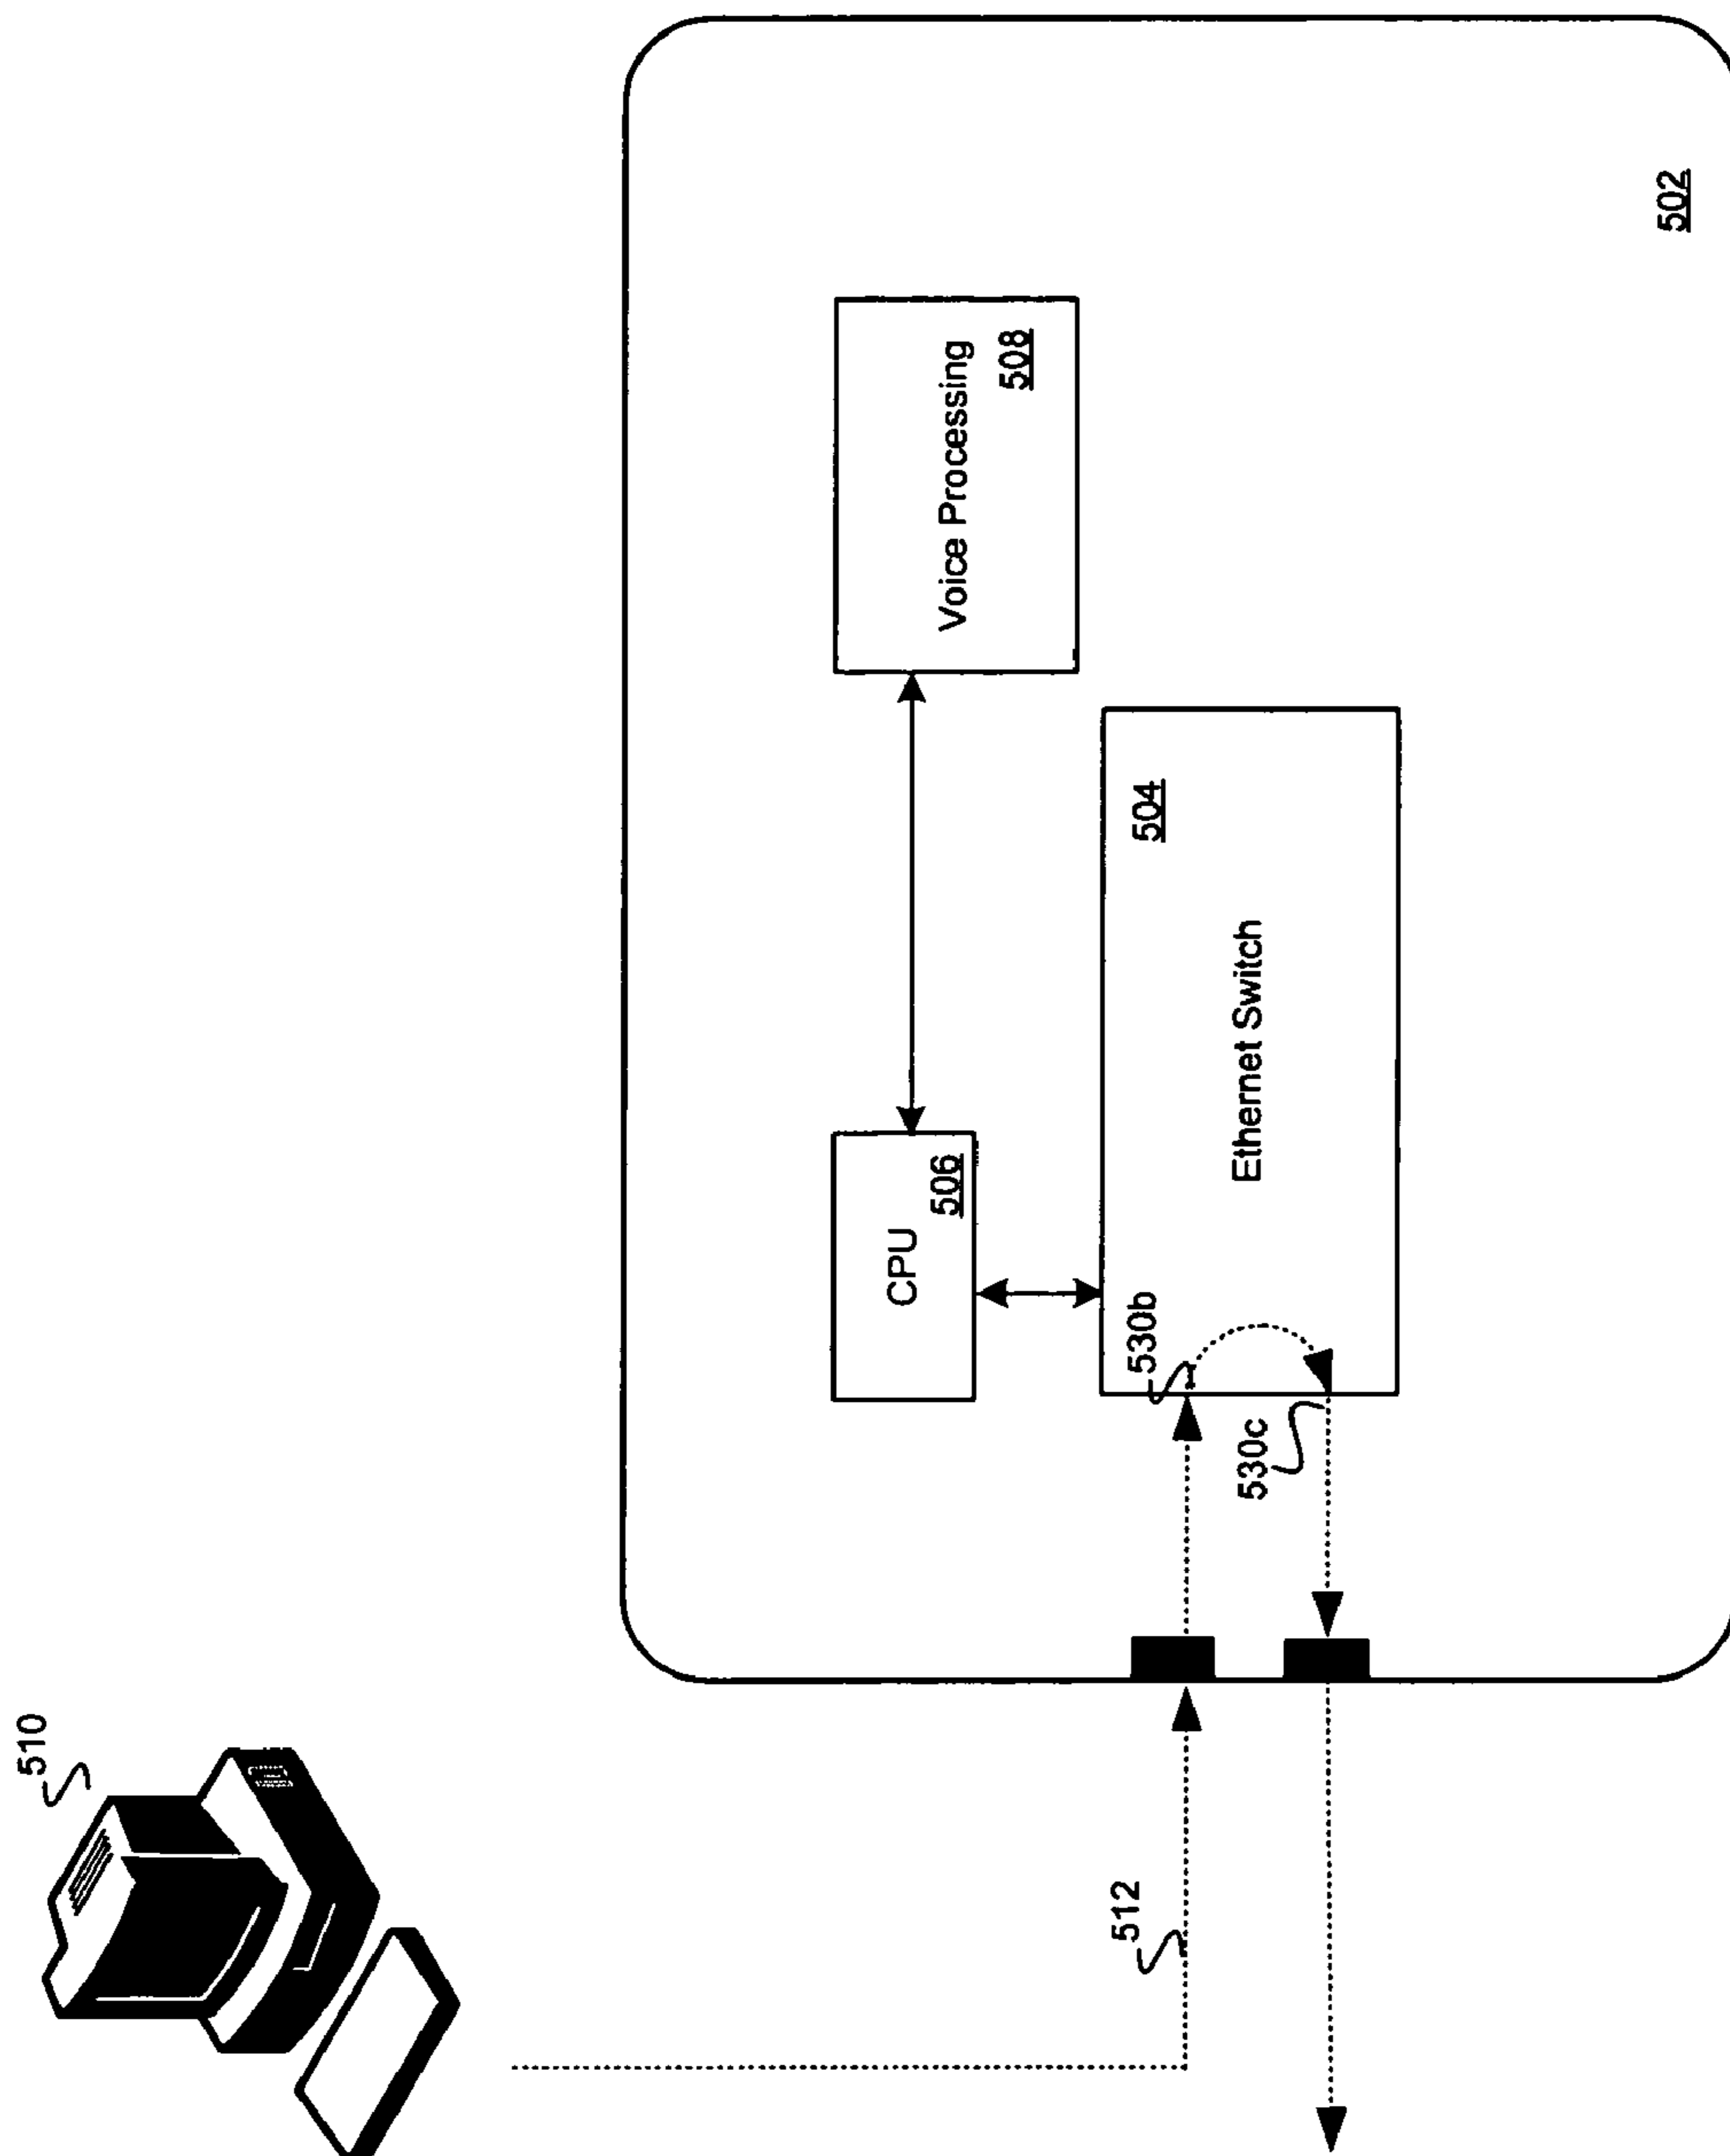 510
512
530b
530c
CPU
506
Voice Processing
508
504
Ethernet Switch
502